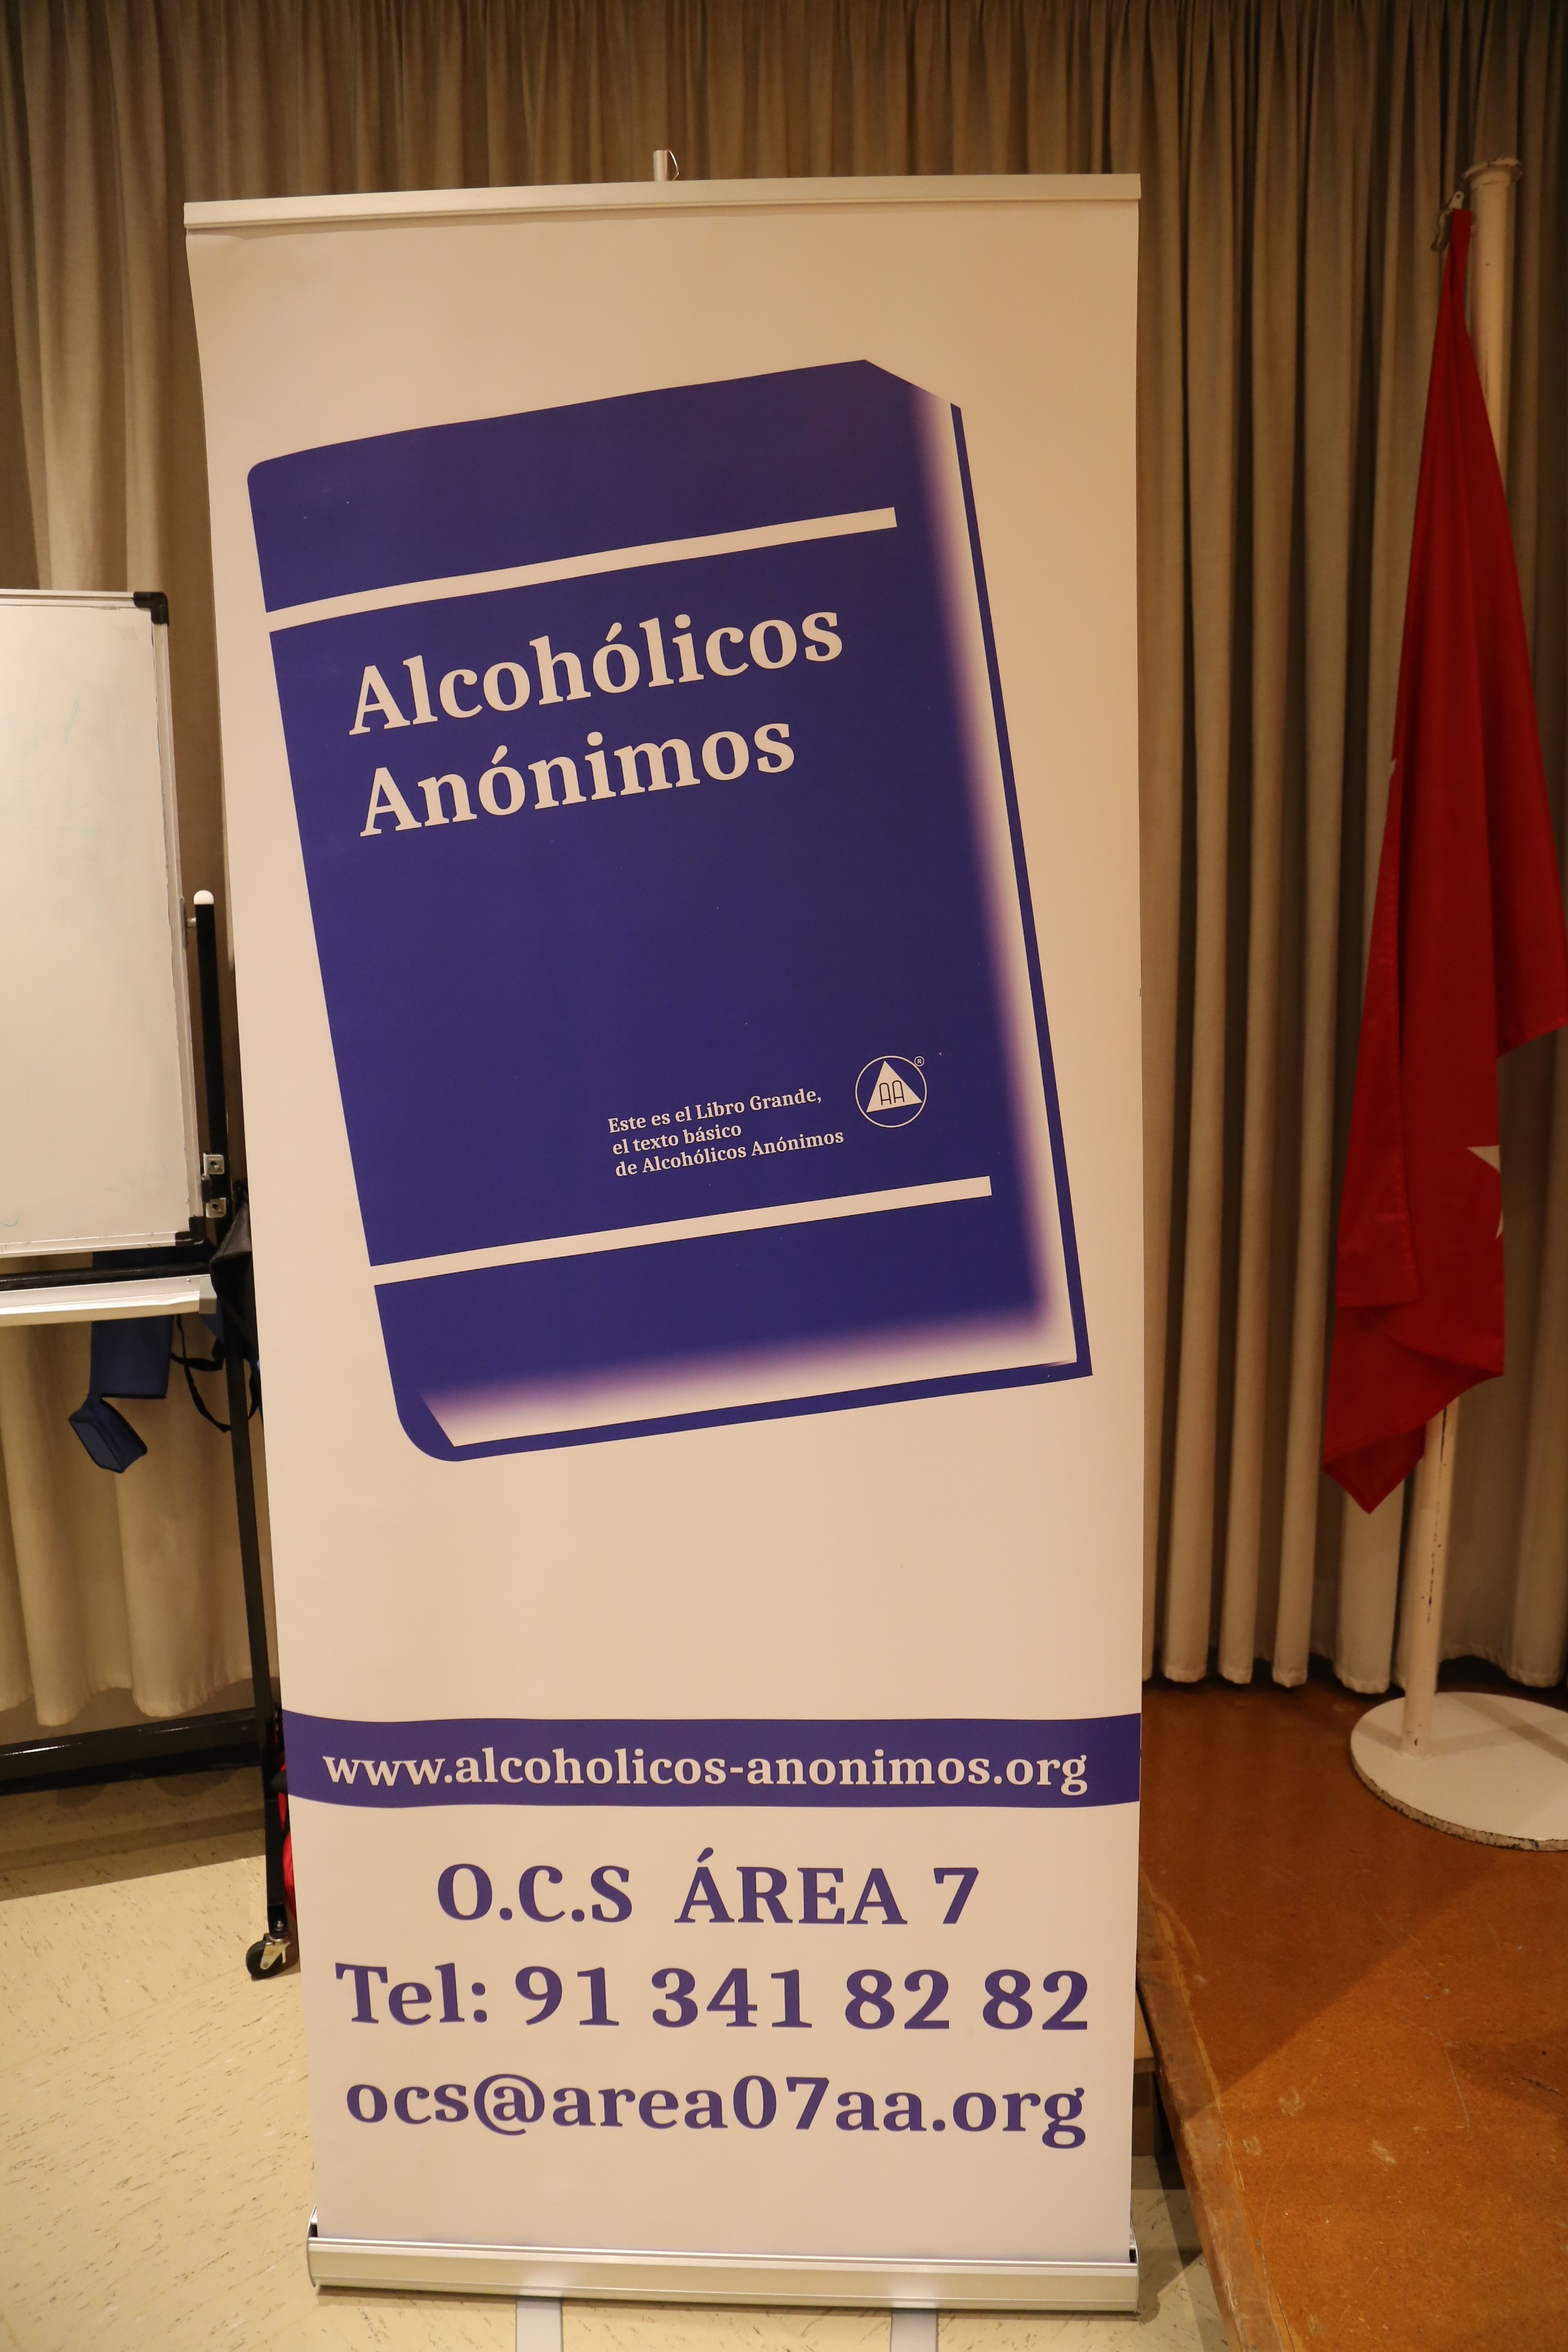 Alcohólicos
Anónimos
Este es el Libro Grande,
el texto básico
de Alcohólicos Anónimos
AA
®
www.alcoholicos-anonimos.org
O.C.S ÁREA 7
Tel: 91 341 82 82
ocs@area07aa.org